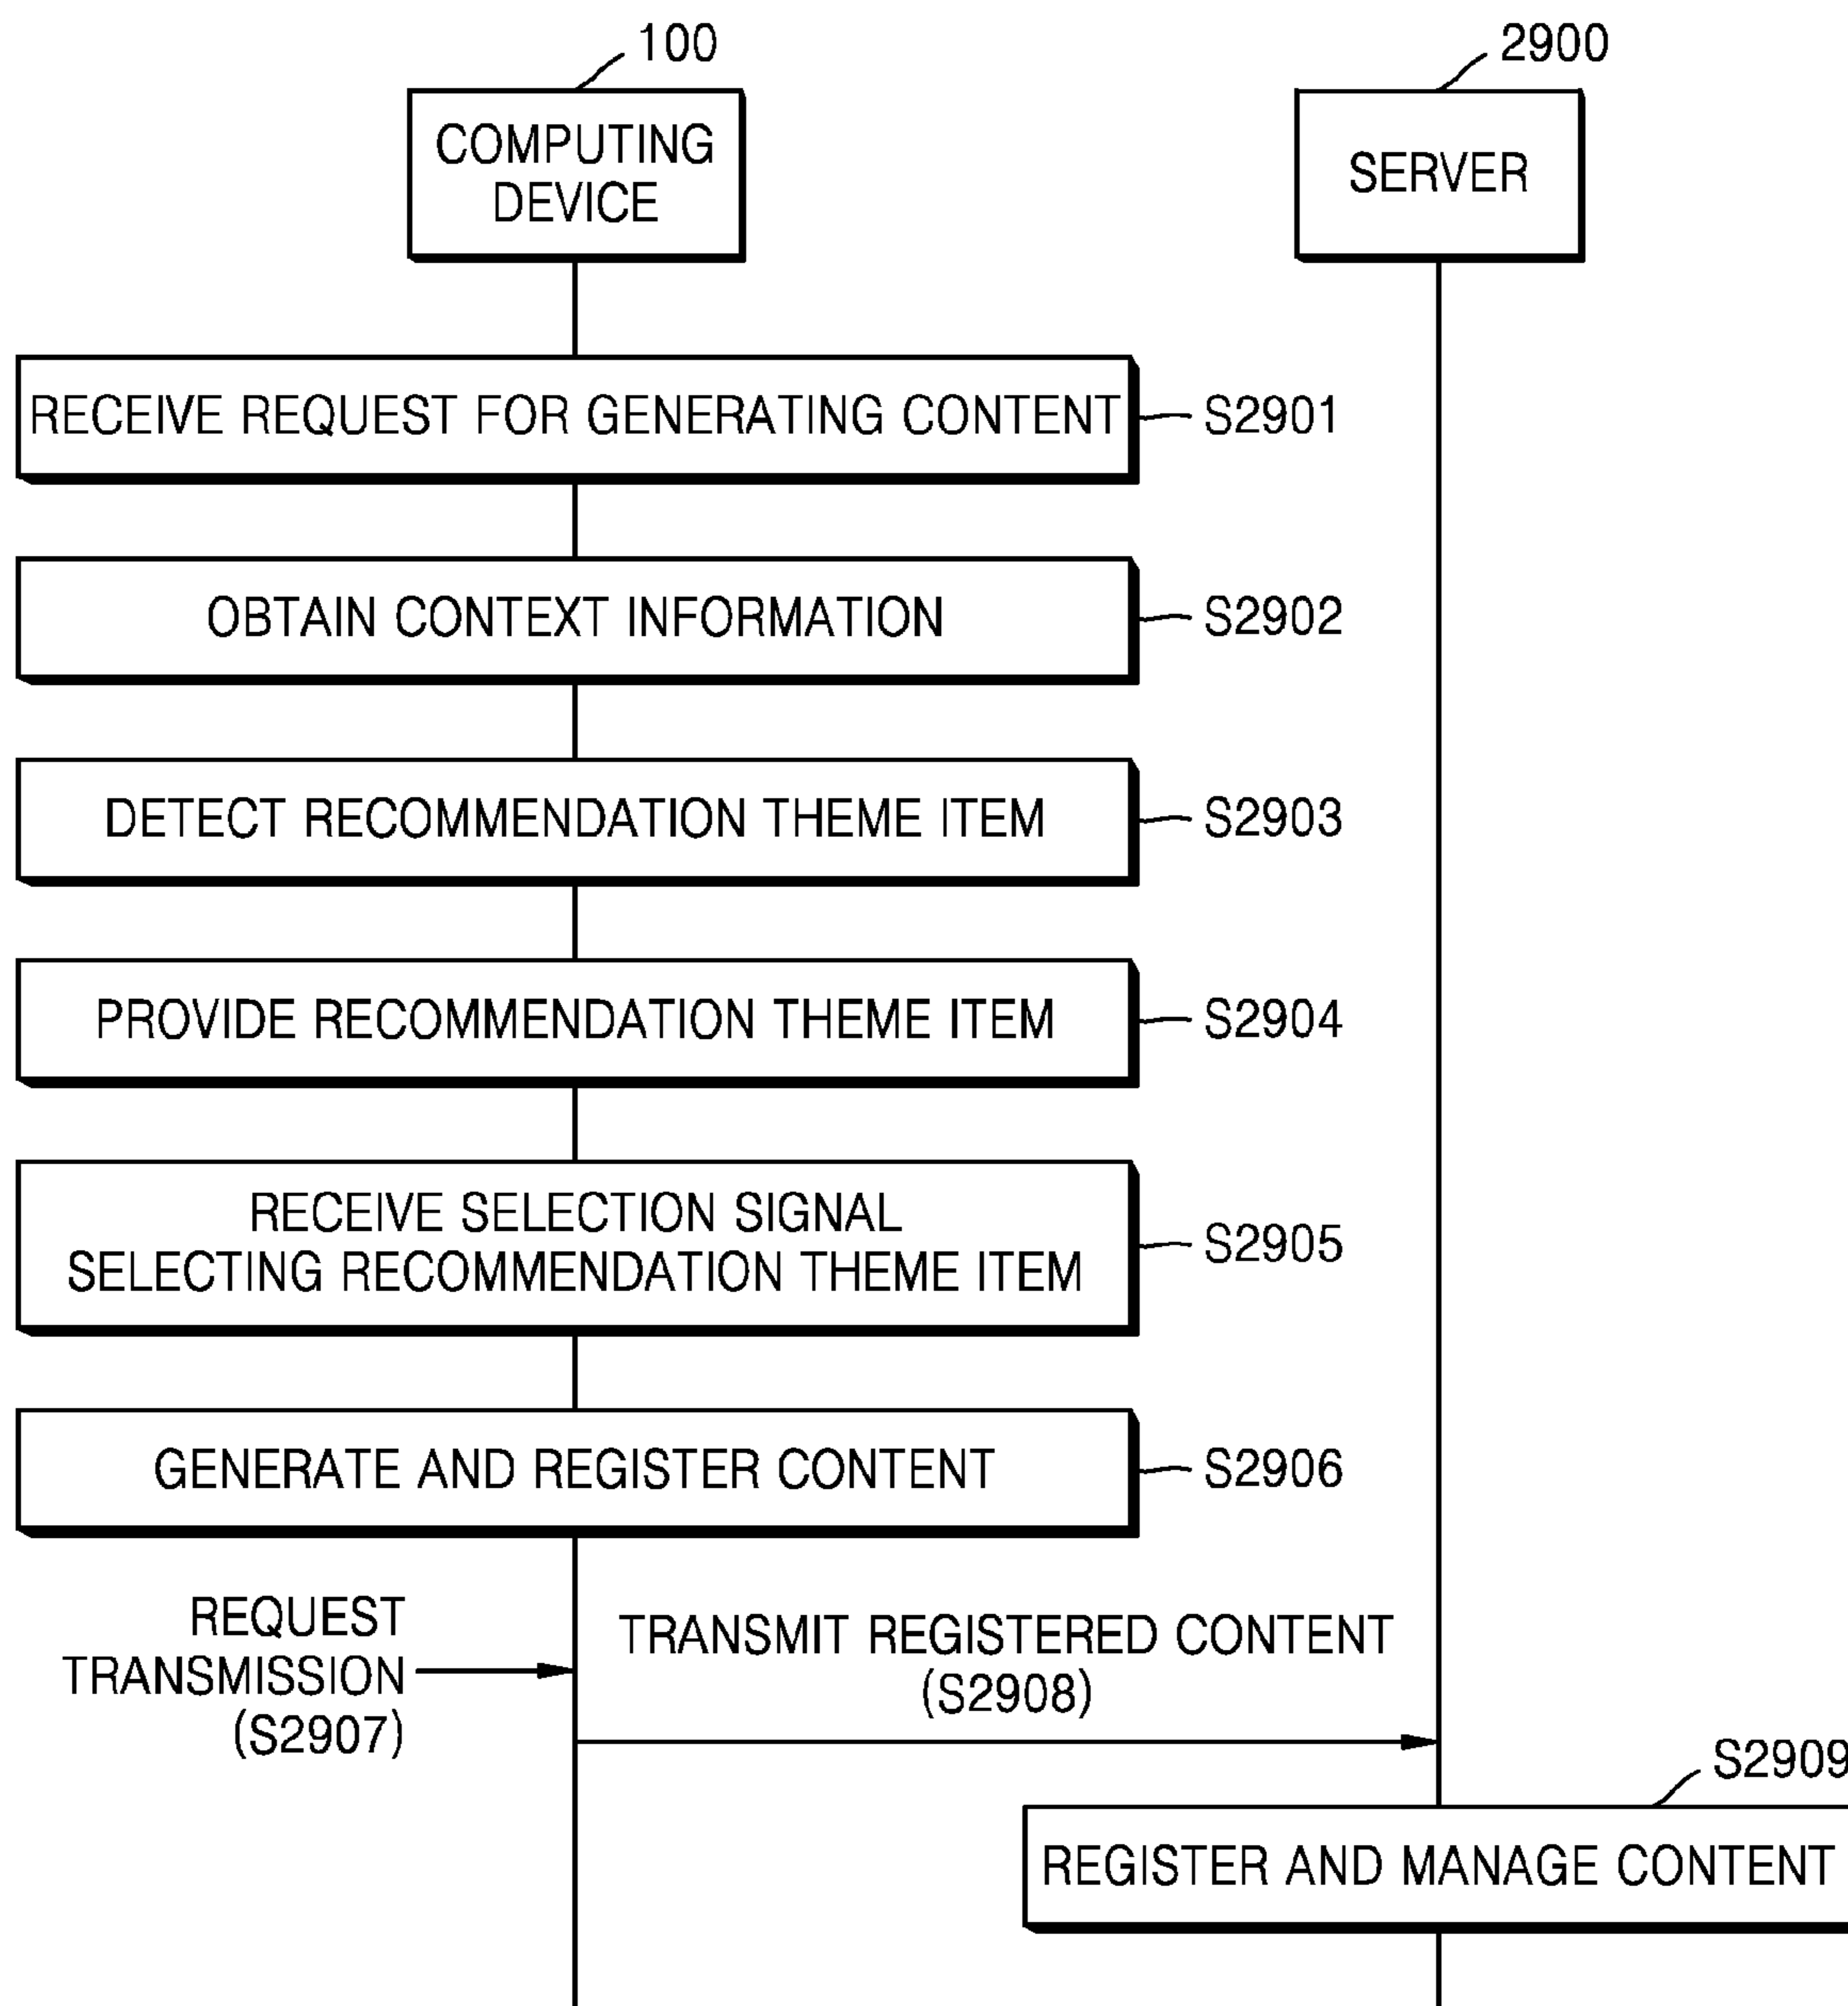 100
2900
COMPUTING
DEVICE
SERVER
RECEIVE REQUEST FOR GENERATING CONTENT
S2901
OBTAIN CONTEXT INFORMATION
S2902
DETECT RECOMMENDATION THEME ITEM
S2903
PROVIDE RECOMMENDATION THEME ITEM
S2904
RECEIVE SELECTION SIGNAL
SELECTING RECOMMENDATION THEME ITEM
S2905
GENERATE AND REGISTER CONTENT
S2906
REQUEST
TRANSMISSION
(S2907)
TRANSMIT REGISTERED CONTENT
(S2908)
S2909
REGISTER AND MANAGE CONTENT